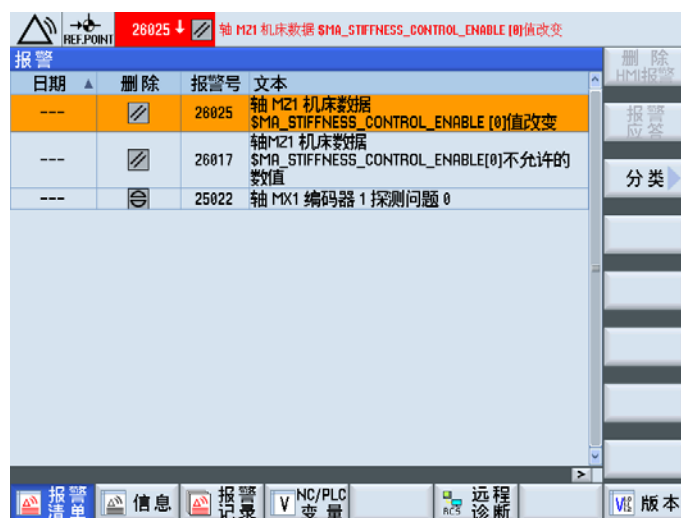 REF.POINT
26025 轴 MZ1 机床数据 $MA_STIFFNESS_CONTROL_ENABLE [0]值改变
报警
日期 删除 报警号 文本
--- 26025 轴 MZ1 机床数据
$MA_STIFFNESS_CONTROL_ENABLE [0]值改变
轴MZ1 机床数据
--- 26017 $MA_STIFFNESS_CONTROL_ENABLE[0]不允许的
数值
--- 25022 轴 MX1 编码器 1 探测问题 0
删 除
HMI报警
报 警
应 答
分 类
报 警
清 单
信 息
报 警
记 录
V NC/PLC
变 量
RCS 远 程
诊 断
版 本